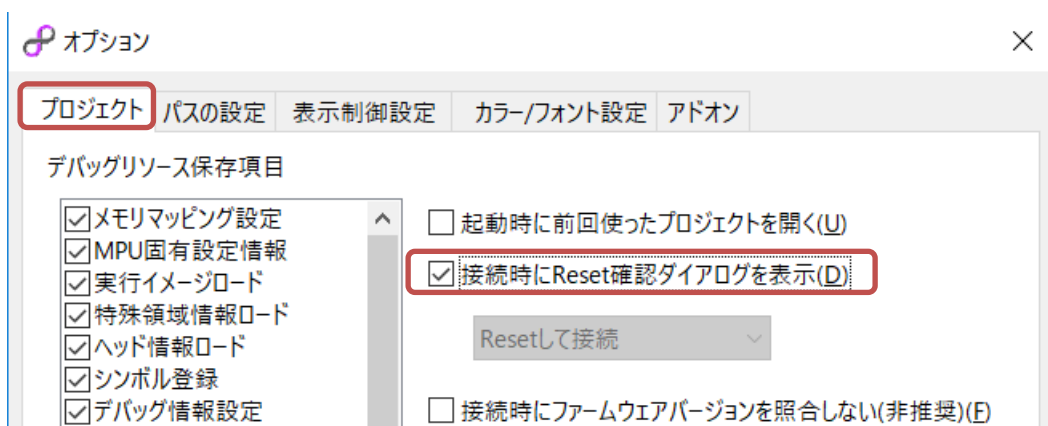 オプション
プロジェクト パスの設定 表示制御設定 カラー/フォント設定 アドオン
デバッグリソース保存項目
メモリマッピング設定
MPU固有設定情報
実行イメージロード
特殊領域情報ロード
ヘッド情報ロード
シンボル登録
デバッグ情報設定
起動時に前回使ったプロジェクトを開く(U)
接続時にReset確認ダイアログを表示(D)
Resetして接続
接続時にファームウェアバージョンを照合しない(非推奨)(F)